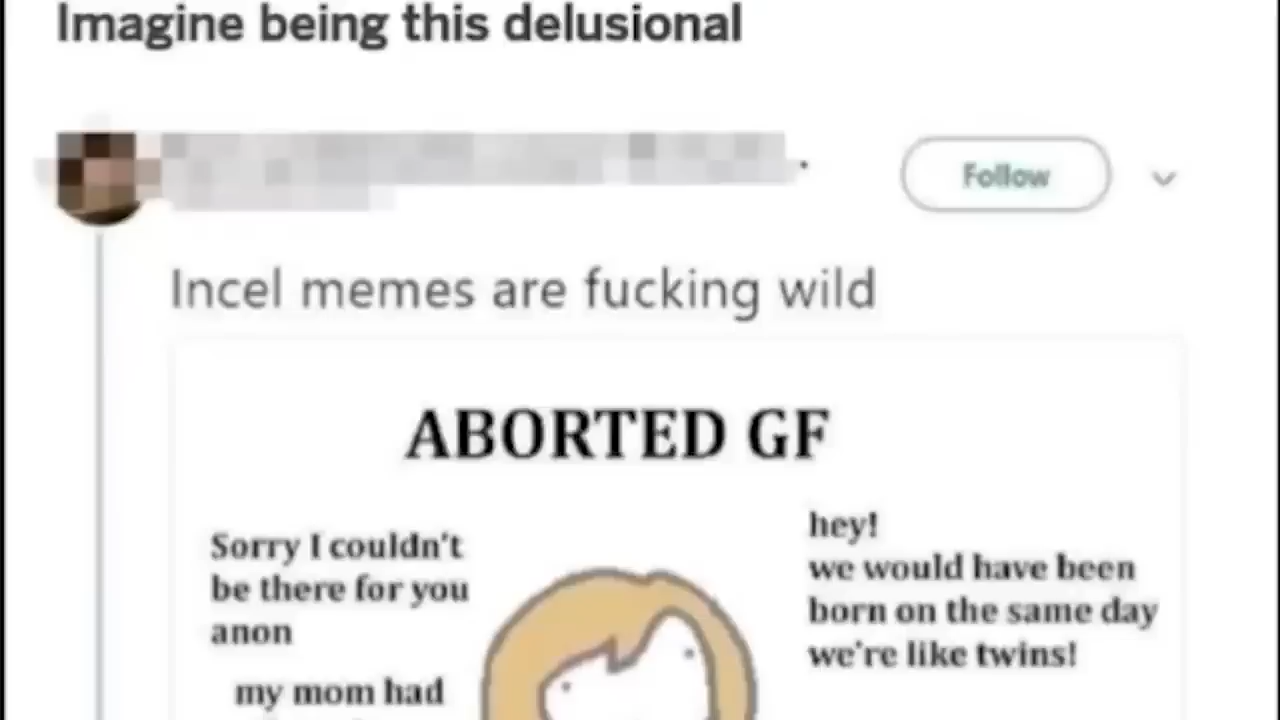 Imagine being this delusional
Follow
Incel memes are fucking wild
ABORTED GF
Sorry I couldn't
be there for you
anon
my mom had
hey!
we would have been
born on the same day
we're like twins!